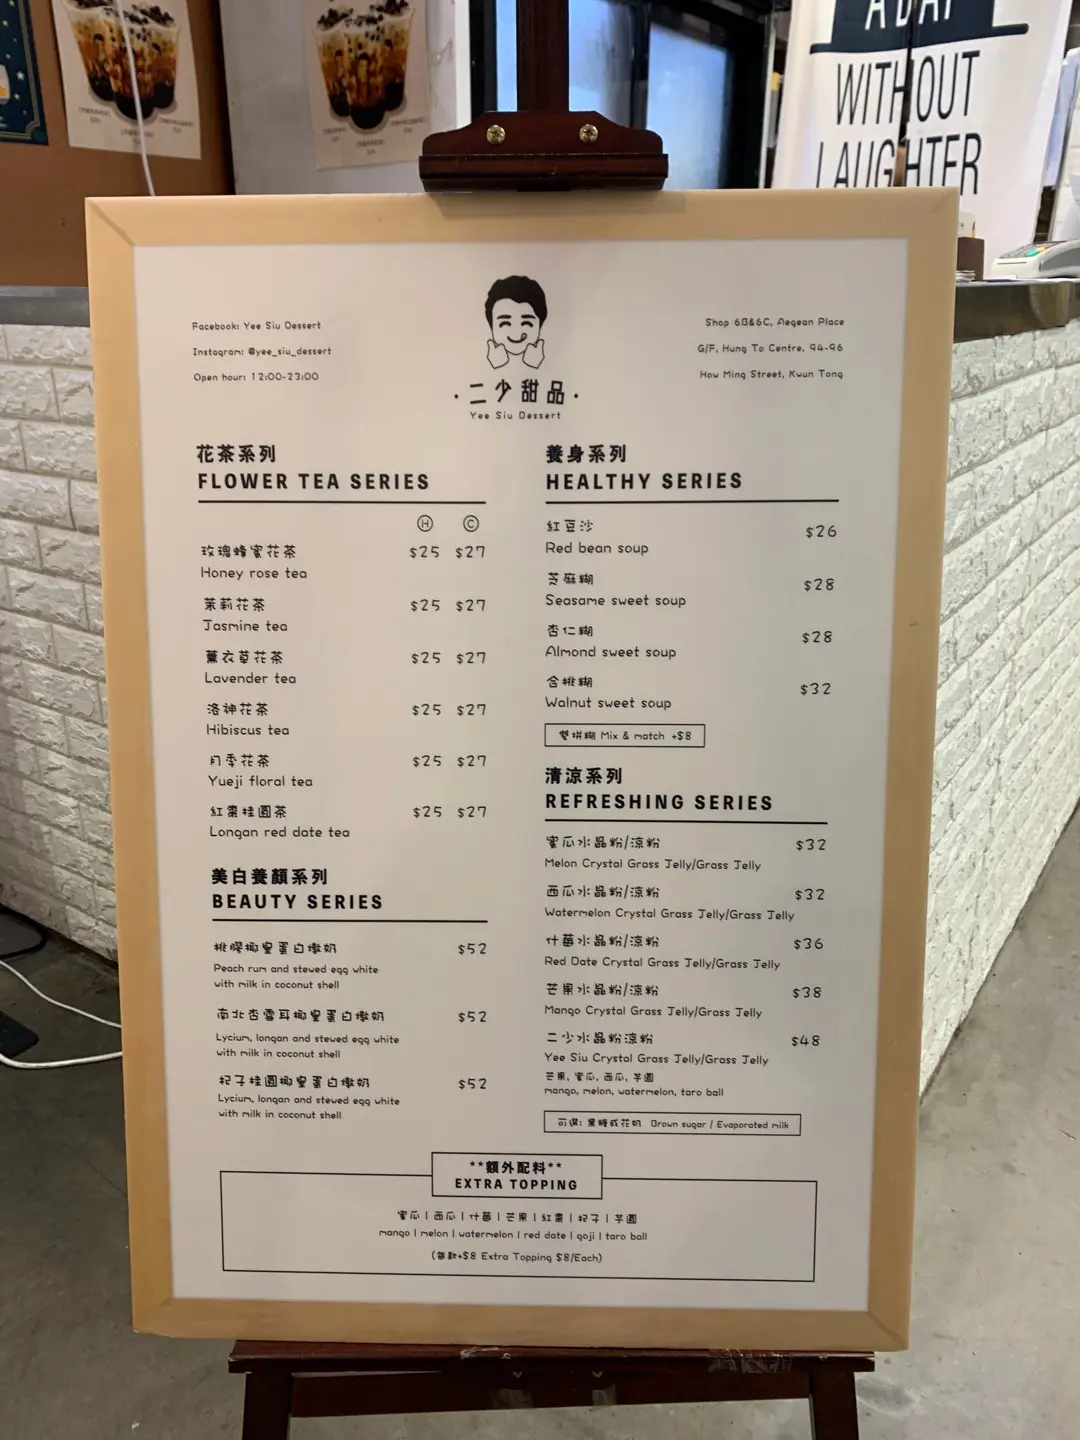 A DAY
WITHOUT
LAUGHTER
Facebook: Yee Siu Dessert
Instagram: @yee_siu_dessert
Open hour: 12:00-23:00
·二少甜品·
Yee Siu Dessert
Shop 6B&6C, Aegean Place
G/F, Hung To Centre, 94-96
How Ming Street, Kwun Tong
花茶系列
FLOWER TEA SERIES
H C
玫瑰蜂蜜花茶 $25 $27
Honey rose tea
茉莉花茶 $25 $27
Jasmine tea
薰衣草花茶 $25 $27
Lavender tea
洛神花茶 $25 $27
Hibiscus tea
月季花茶 $25 $27
Yueji floral tea
紅棗桂圓茶 $25 $27
Longan red date tea
美白養顏系列
BEAUTY SERIES
桃膠椰皇蛋白燉奶 $52
Peach rum and stewed egg white
with milk in coconut shell
南北杏雪耳椰皇蛋白燉奶 $52
Lycium, longan and stewed egg white
with milk in coconut shell
杞子桂圓椰皇蛋白燉奶 $52
Lycium, longan and stewed egg white
with milk in coconut shell
養身系列
HEALTHY SERIES
紅豆沙 $26
Red bean soup
芝麻糊 $28
Seasame sweet soup
杏仁糊 $28
Almond sweet soup
合桃糊 $32
Walnut sweet soup
雙拼糊 Mix & match +$8
清涼系列
REFRESHING SERIES
蜜瓜水晶粉/涼粉 $32
Melon Crystal Grass Jelly/Grass Jelly
西瓜水晶粉/涼粉 $32
Watermelon Crystal Grass Jelly/Grass Jelly
什莓水晶粉/涼粉 $36
Red Date Crystal Grass Jelly/Grass Jelly
芒果水晶粉/涼粉 $38
Mango Crystal Grass Jelly/Grass Jelly
二少水晶粉涼粉 $48
Yee Siu Crystal Grass Jelly/Grass Jelly
芒果, 蜜瓜, 西瓜, 芋圓
mango, melon, watermelon, taro ball
可選: 黑糖或花奶 Brown sugar / Evaporated milk
**額外配料**
EXTRA TOPPING
蜜瓜 | 西瓜 | 什莓 | 芒果 | 紅棗 | 杞子 | 芋圓
mango | melon | watermelon | red date | goji | taro ball
(每款+$8 Extra Topping $8/Each)